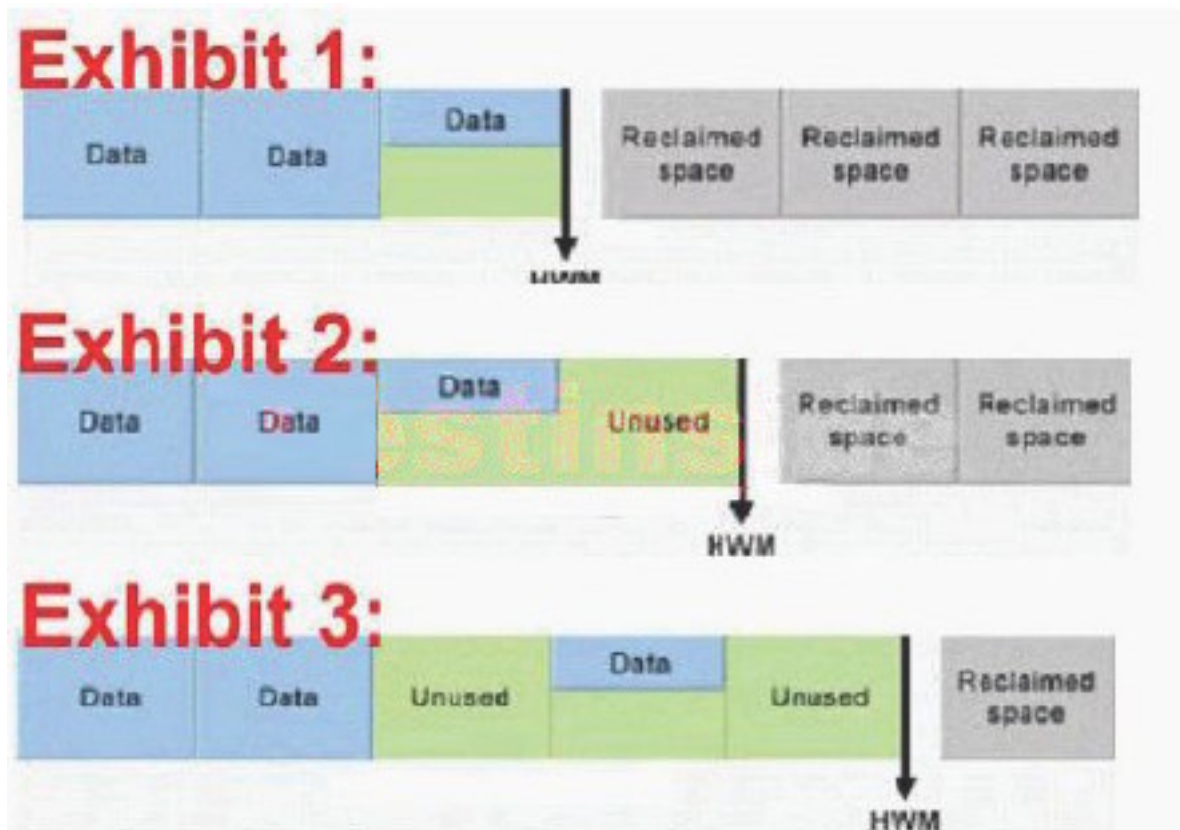 Exhibit 1:
Data Data Data Reclaimed space Reclaimed space Reclaimed space
HWM
Exhibit 2:
Data Data Data Unused Reclaimed space Reclaimed space
HWM
Exhibit 3:
Data Data Unused Data Unused Reclaimed space
HWM